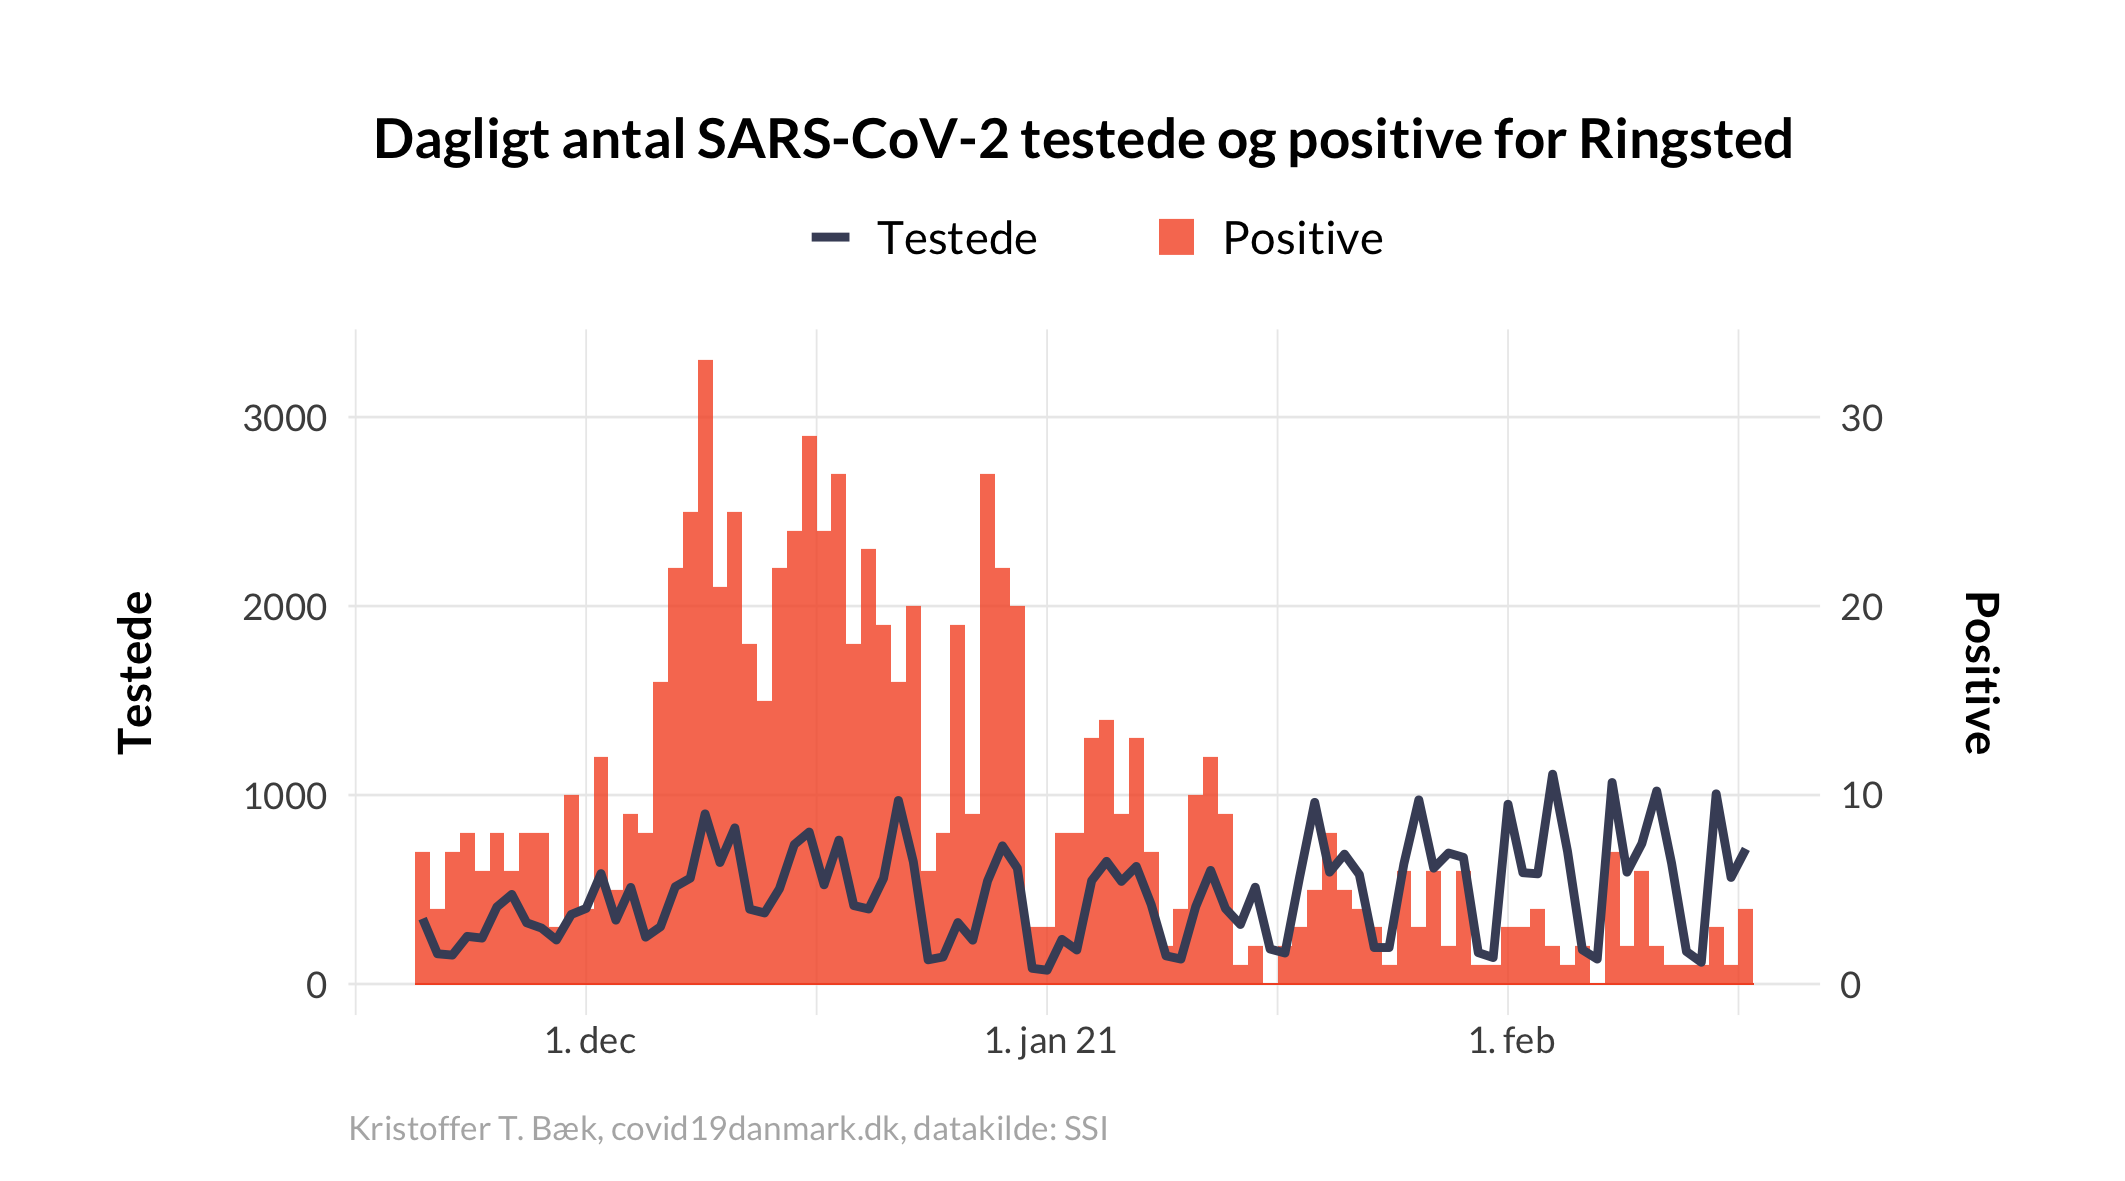 Dagligt antal SARS-CoV-2 testede og positive for Ringsted
Testede
Positive
3000
2000
1000
0
30
20
10
0
Testede
Positive
1. dec
1. jan 21
1. feb
Kristoffer T. Bæk, covid19danmark.dk, datakilde: SSI